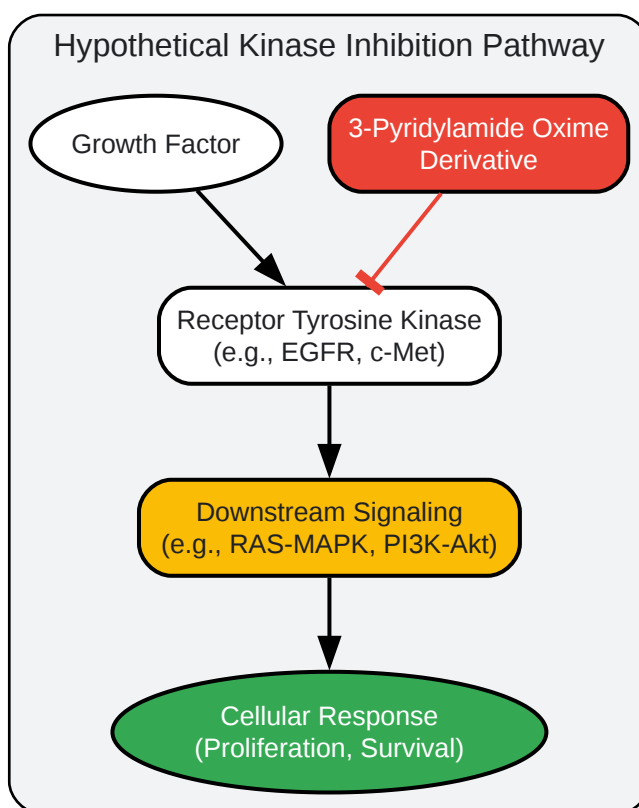 Hypothetical Kinase Inhibition Pathway
Growth Factor
3-Pyridylamide Oxime
Derivative
Receptor Tyrosine Kinase
(e.g., EGFR, c-Met)
Downstream Signaling
(e.g., RAS-MAPK, PI3K-Akt)
Cellular Response
(Proliferation, Survival)